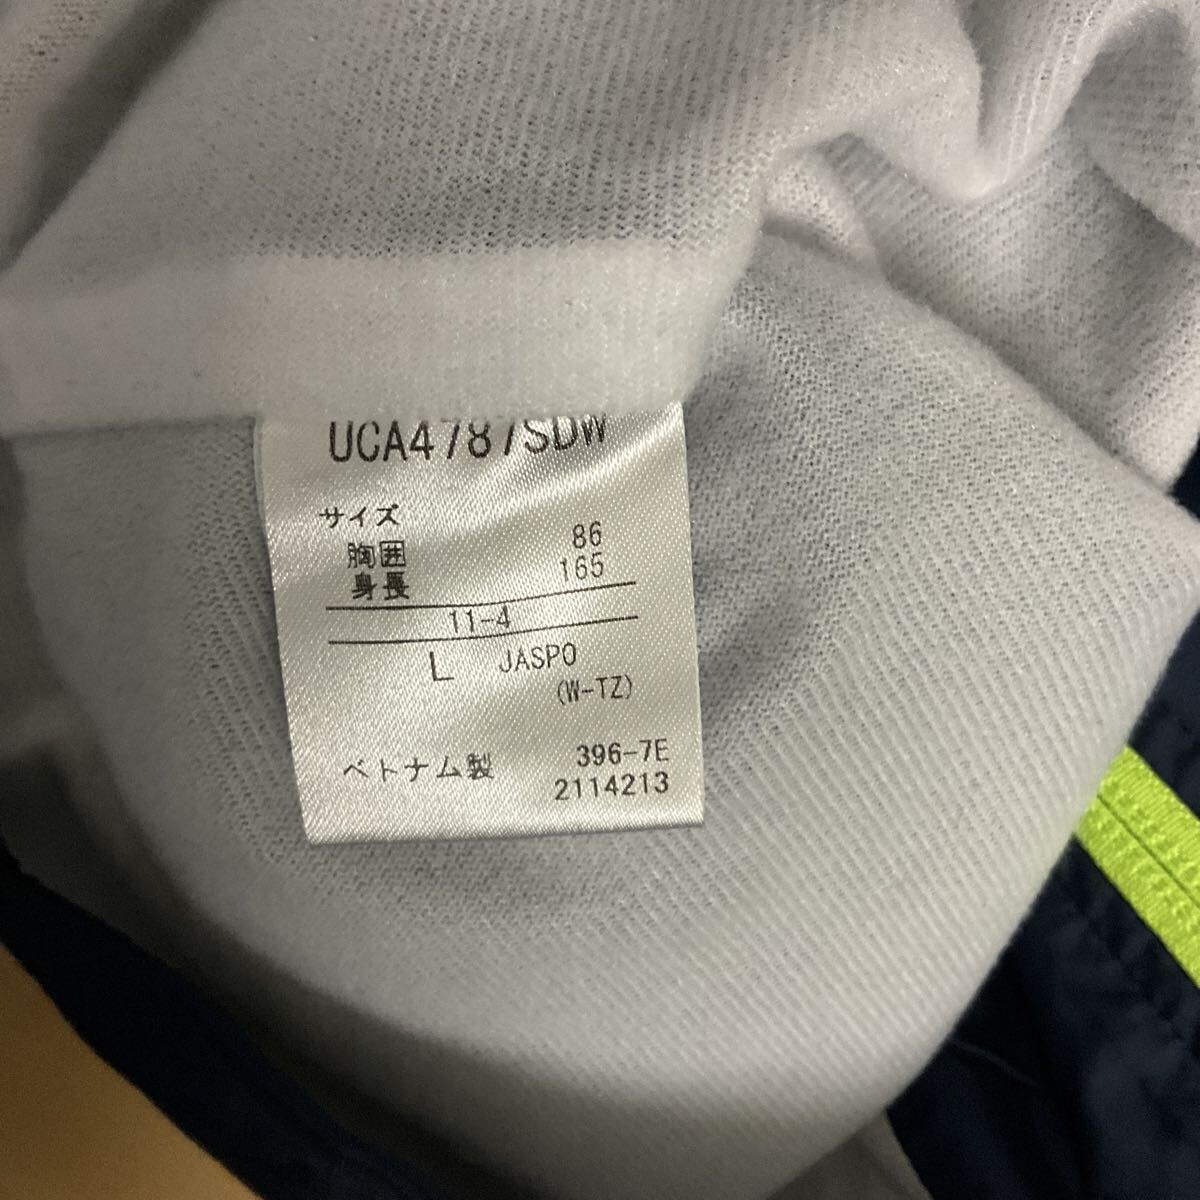 UCA4787SDW
サイズ
胸囲 86
身長 165
11-4
L JASPO
(W-TZ)
ベトナム製 396-7E
2114213